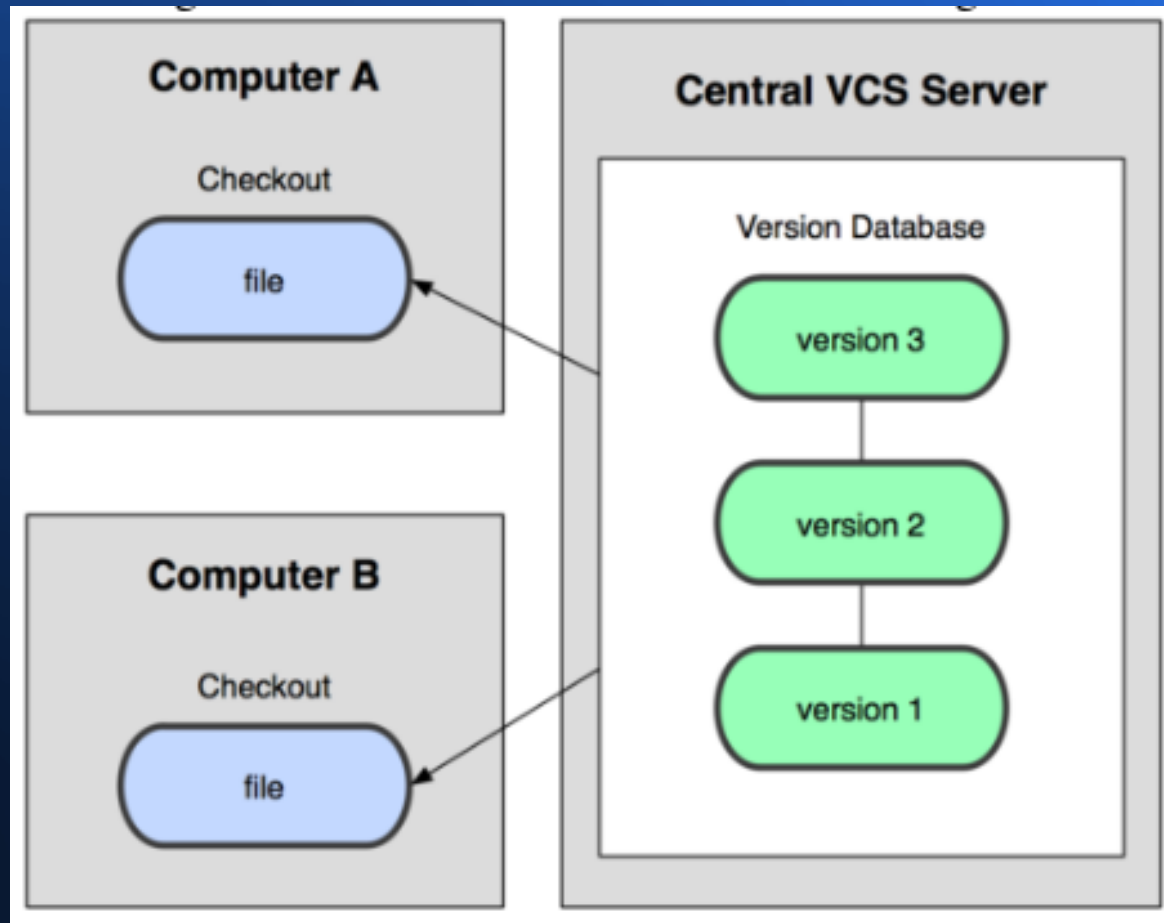 Computer A
Checkout
file
Computer B
Checkout
file
Central VCS Server
Version Database
version 3
version 2
version 1